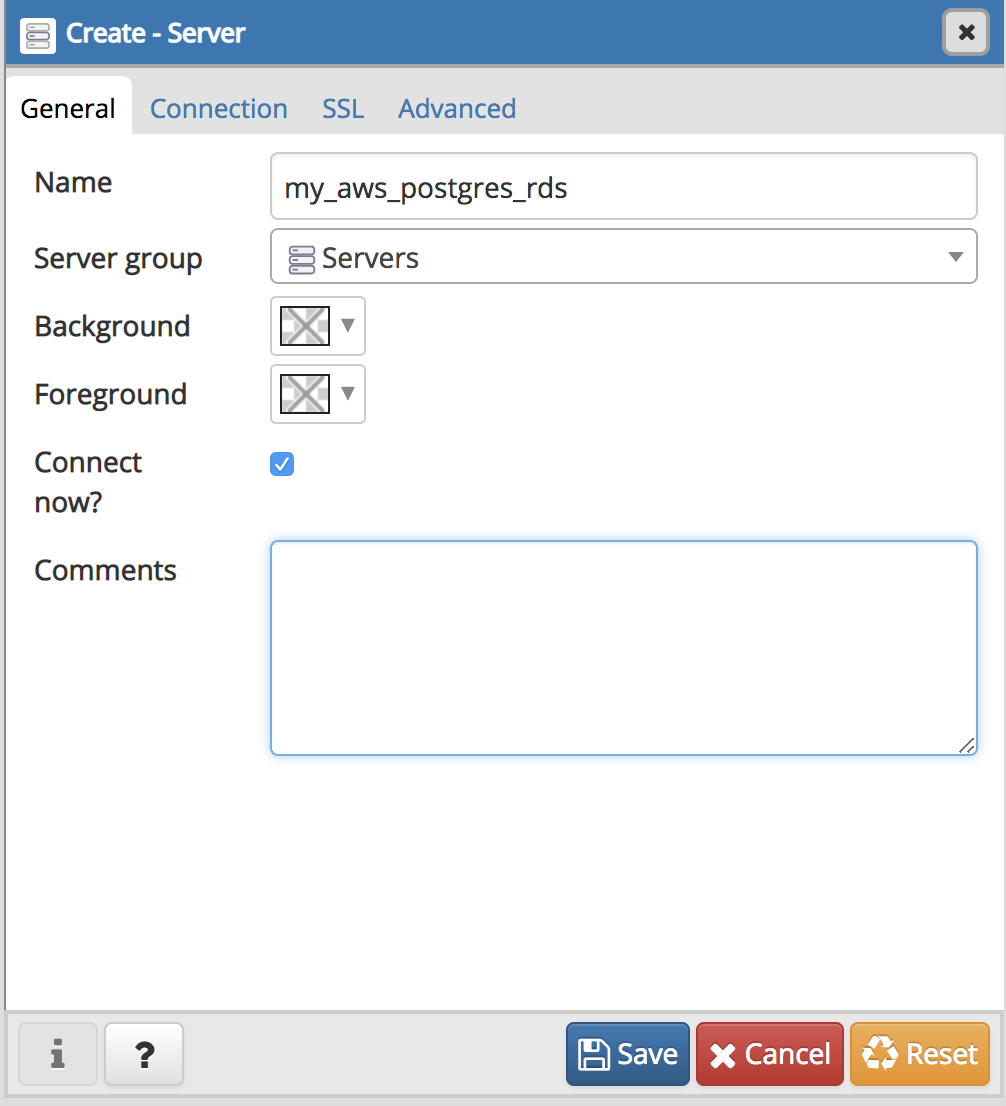 Create - Server
General Connection SSL Advanced
Name my_aws_postgres_rds
Server group Servers
Background
Foreground
Connect
now?
Comments
i ? Save Cancel Reset